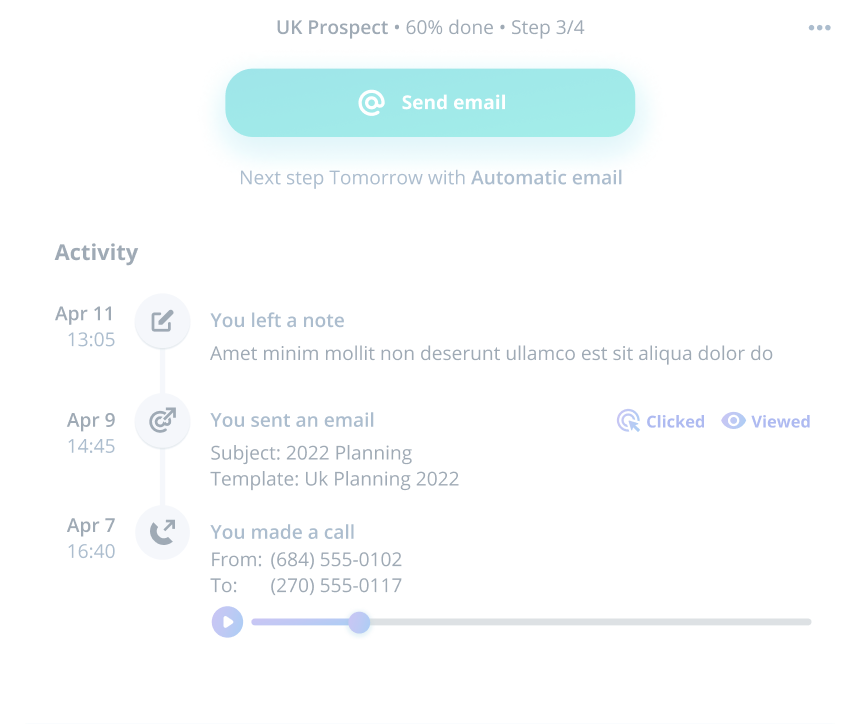 UK Prospect • 60% done • Step 3/4
Send email
Next step Tomorrow with Automatic email
Activity
Apr 11
13:05
You left a note
Amet minim mollit non deserunt ullamco est sit aliqua dolor do
Apr 9
14:45
You sent an email
Clicked
Viewed
Subject: 2022 Planning
Template: Uk Planning 2022
Apr 7
16:40
You made a call
From: (684) 555-0102
To: (270) 555-0117